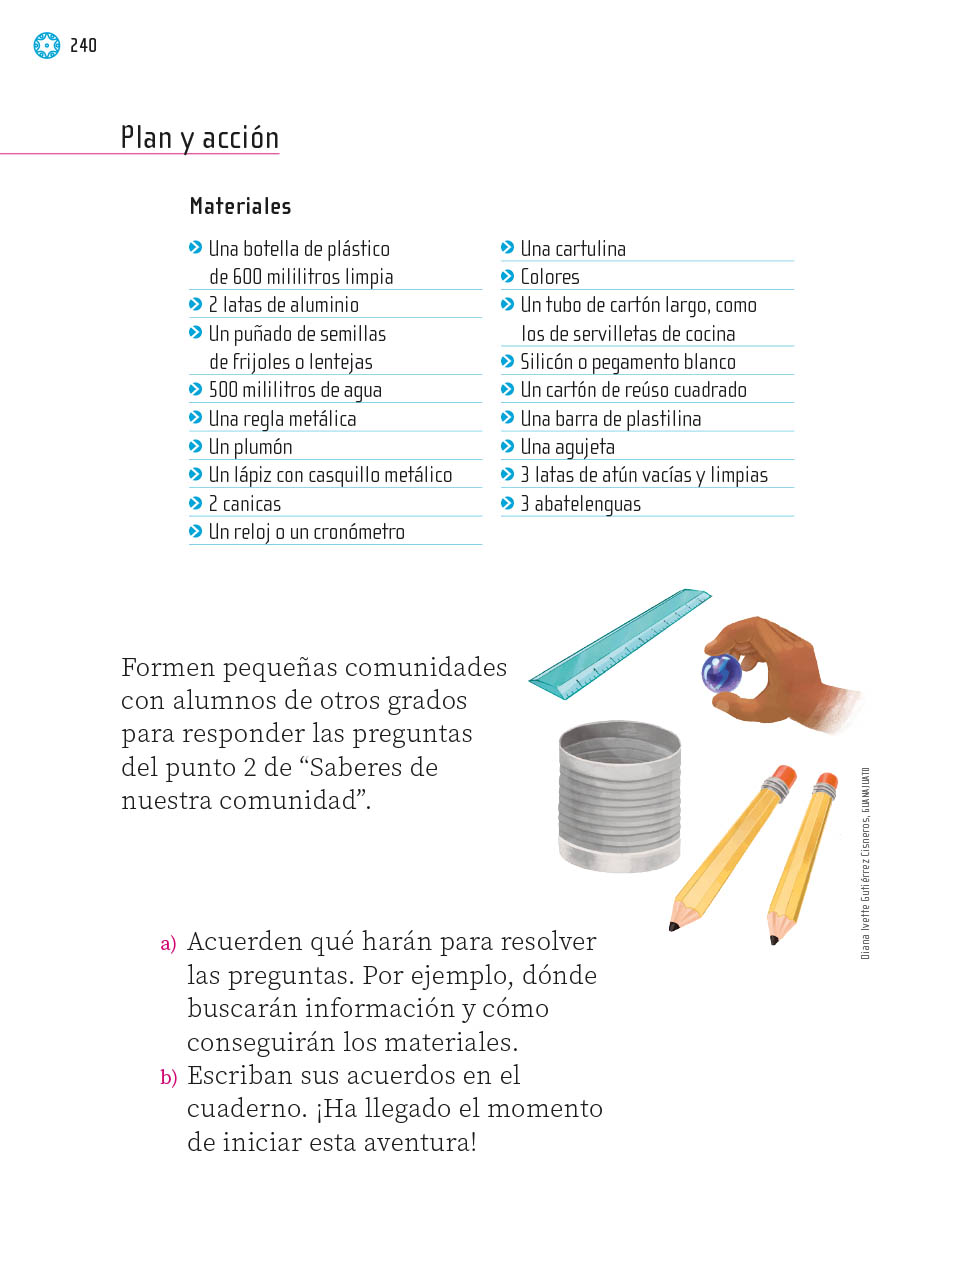 240
Plan y acción
Materiales
Una botella de plástico
de 600 mililitros limpia
2 latas de aluminio
Un puñado de semillas
de frijoles o lentejas
500 mililitros de agua
Una regla metálica
Un plumón
Un lápiz con casquillo metálico
2 canicas
Un reloj o un cronómetro
Una cartulina
Colores
Un tubo de cartón largo, como
los de servilletas de cocina
Silicón o pegamento blanco
Un cartón de reúso cuadrado
Una barra de plastilina
Una agujeta
3 latas de atún vacías y limpias
3 abatelenguas
Formen pequeñas comunidades
con alumnos de otros grados
para responder las preguntas
del punto 2 de “Saberes de
nuestra comunidad”.
Diana Ivette Gutiérrez Cisneros, GUANAJUATO
a) Acuerden qué harán para resolver
las preguntas. Por ejemplo, dónde
buscarán información y cómo
conseguirán los materiales.
b) Escriban sus acuerdos en el
cuaderno. ¡Ha llegado el momento
de iniciar esta aventura!